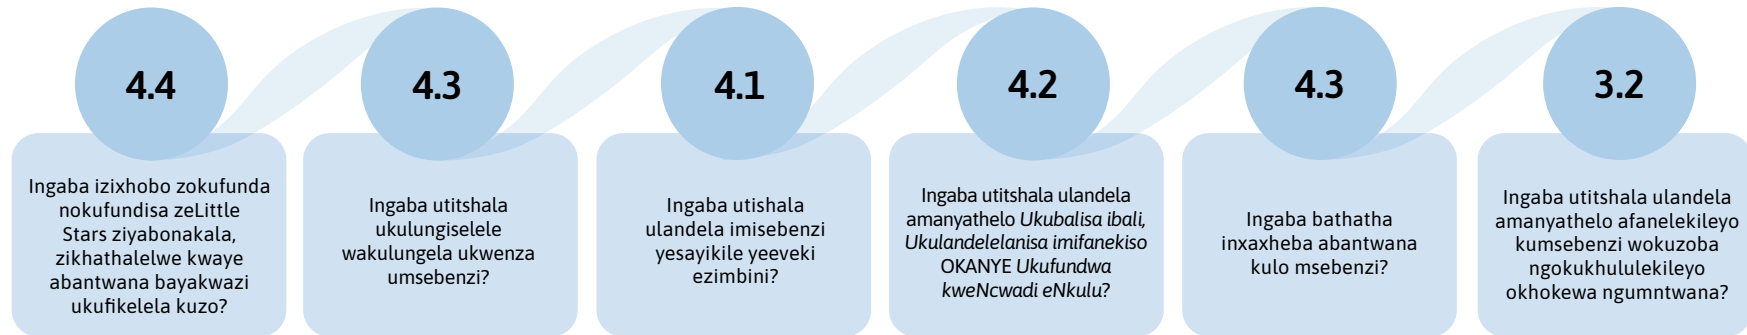 4.4
Ingaba izixhobo zokufunda
nokufundisa zeLittle
Stars ziyabonakala,
zikhathalelwe kwaye
abantwana bayakwazi
ukufikelela kuzo?
4.3
Ingaba utitshala
ukulungiselele
wakulungela ukwenza
umsebenzi?
4.1
Ingaba utishala
ulandela imisebenzi
yesayikile yeeveki
ezimbini?
4.2
Ingaba utitshala ulandela
amanyathelo Ukubalisa ibali,
Ukulandelelanisa imifanekiso
OKANYE Ukufundwa
kweNcwadi eNkulu?
4.3
Ingaba bathatha
inxaxheba abantwana
kulo msebenzi?
3.2
Ingaba utitshala ulandela
amanyathelo afanelekileyo
kumsebenzi wokuzoba
ngokukhululekileyo
okhokewa ngumntwana?